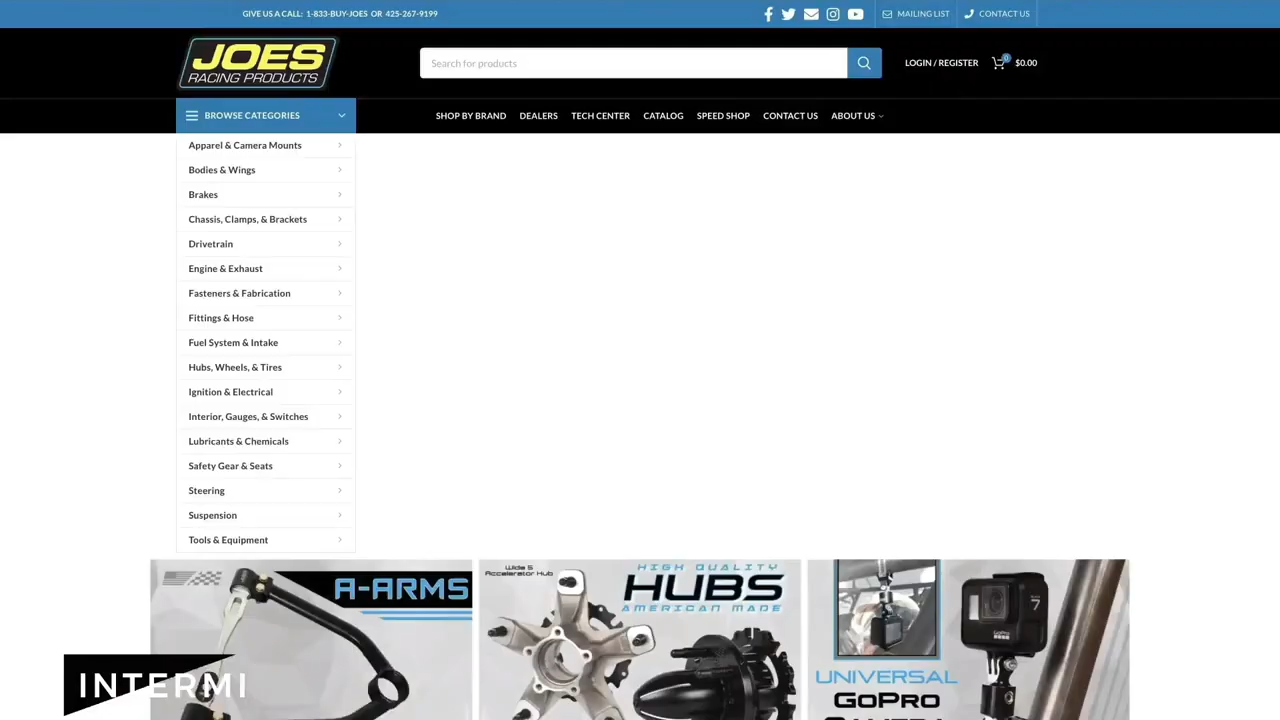 GIVE US A CALL: 1-833-BUY-JOES OR 425-267-9199
MAILING LIST
CONTACT US
JOES
RACING PRODUCTS
Search for products
LOGIN / REGISTER
0
$0.00
BROWSE CATEGORIES
SHOP BY BRAND
DEALERS
TECH CENTER
CATALOG
SPEED SHOP
CONTACT US
ABOUT US
Apparel & Camera Mounts
Bodies & Wings
Brakes
Chassis, Clamps, & Brackets
Drivetrain
Engine & Exhaust
Fasteners & Fabrication
Fittings & Hose
Fuel System & Intake
Hubs, Wheels, & Tires
Ignition & Electrical
Interior, Gauges, & Switches
Lubricants & Chemicals
Safety Gear & Seats
Steering
Suspension
Tools & Equipment
A-ARMS
Wide 5
Accelerator Hub
HIGH QUALITY
HUBS
AMERICAN MADE
7
GoPro
UNIVERSAL
GoPro
CAMERA
INTERMI